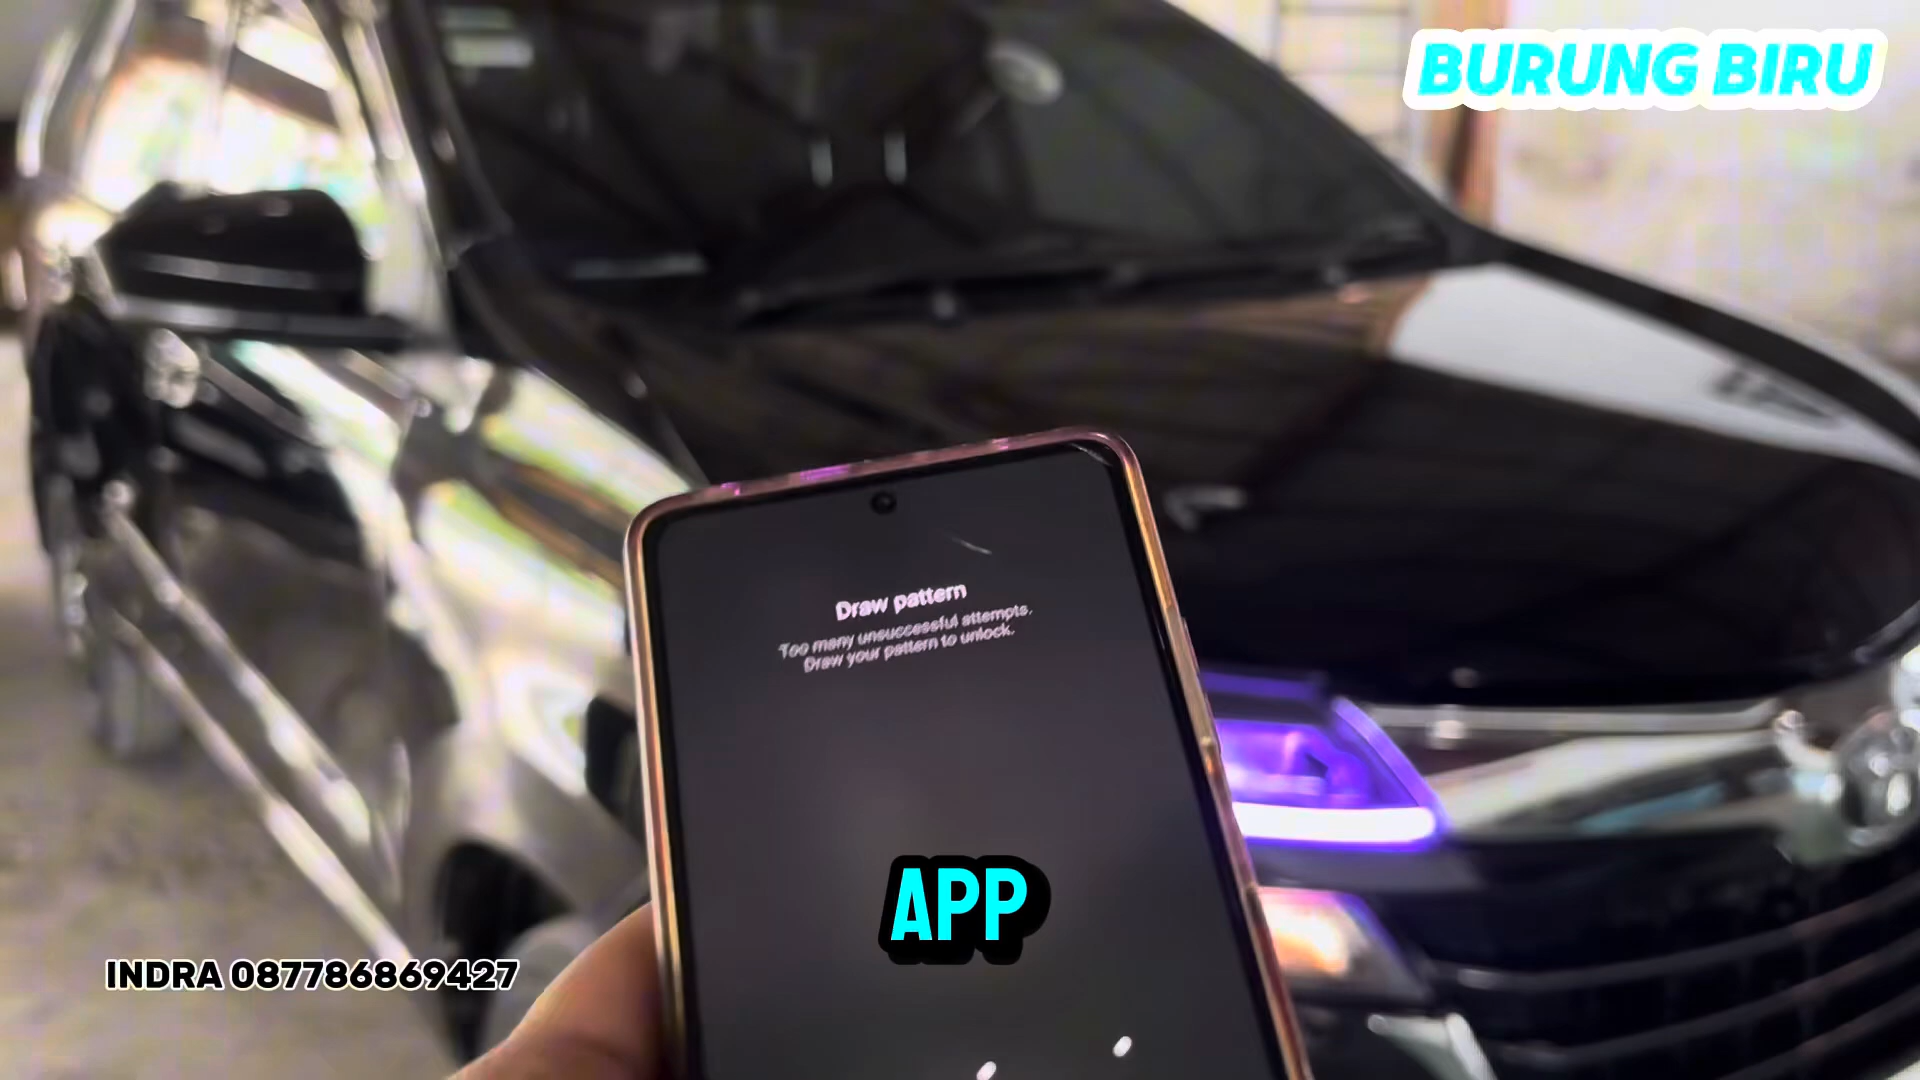 BURUNG BIRU
Draw pattern
Too many unsuccessful attempts.
Draw your pattern to unlock.
APP
INDRA 087786869427